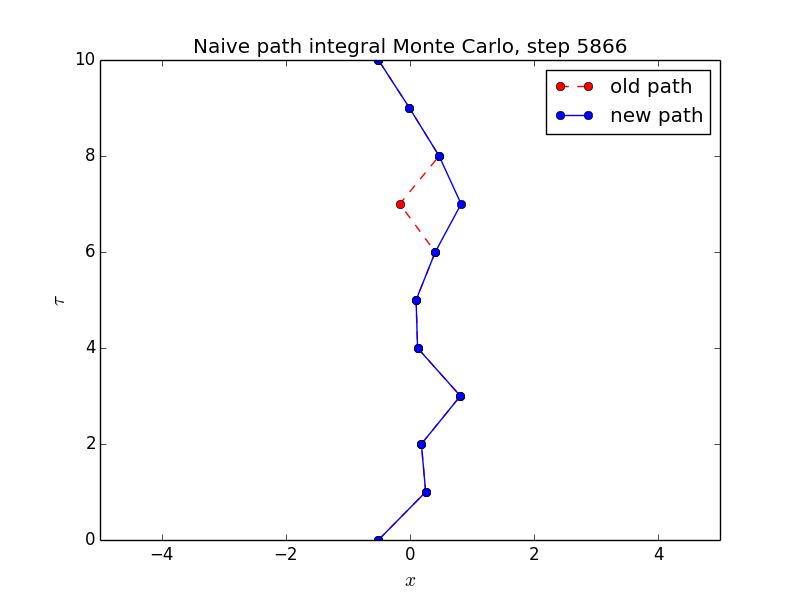 Naive path integral Monte Carlo, step 5866
10
old path
new path
8
6
τ
4
2
0
−4
−2
0
2
4
x